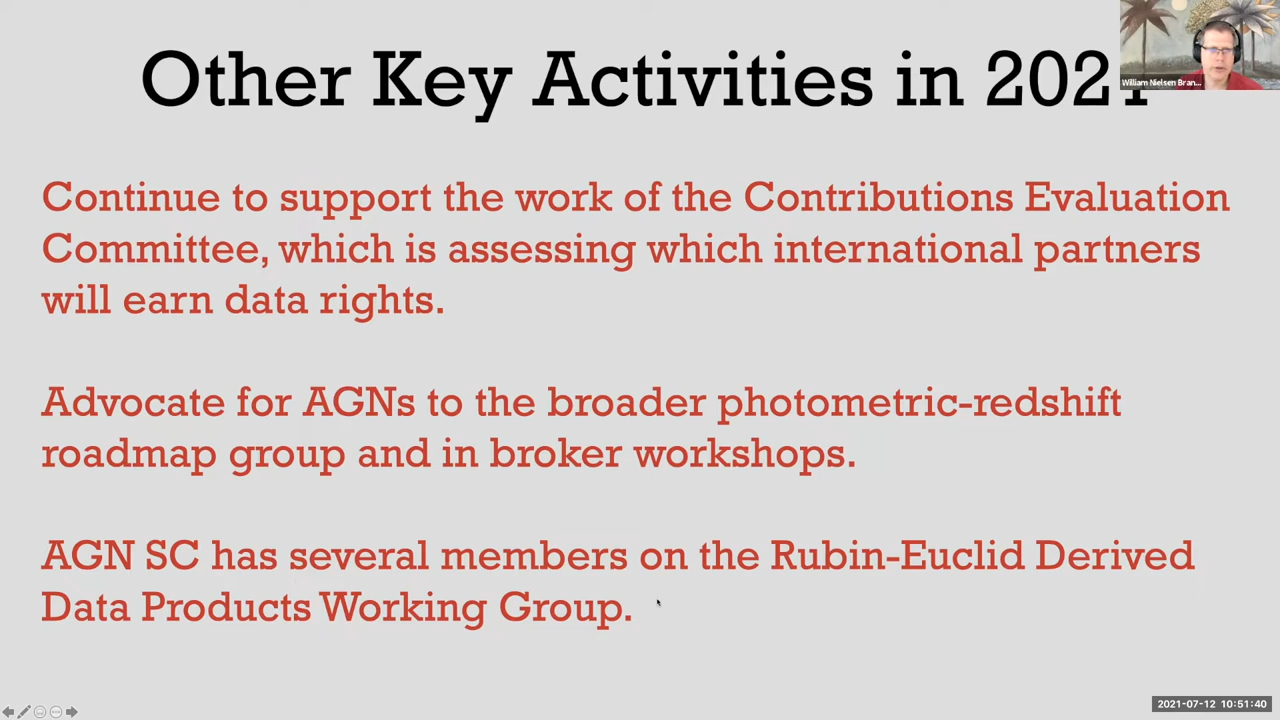 Other Key Activities in 2021
William Nielsen Bran...
Continue to support the work of the Contributions Evaluation
Committee, which is assessing which international partners
will earn data rights.
Advocate for AGNs to the broader photometric-redshift
roadmap group and in broker workshops.
AGN SC has several members on the Rubin-Euclid Derived
Data Products Working Group.
2021-07-12 10:51:40